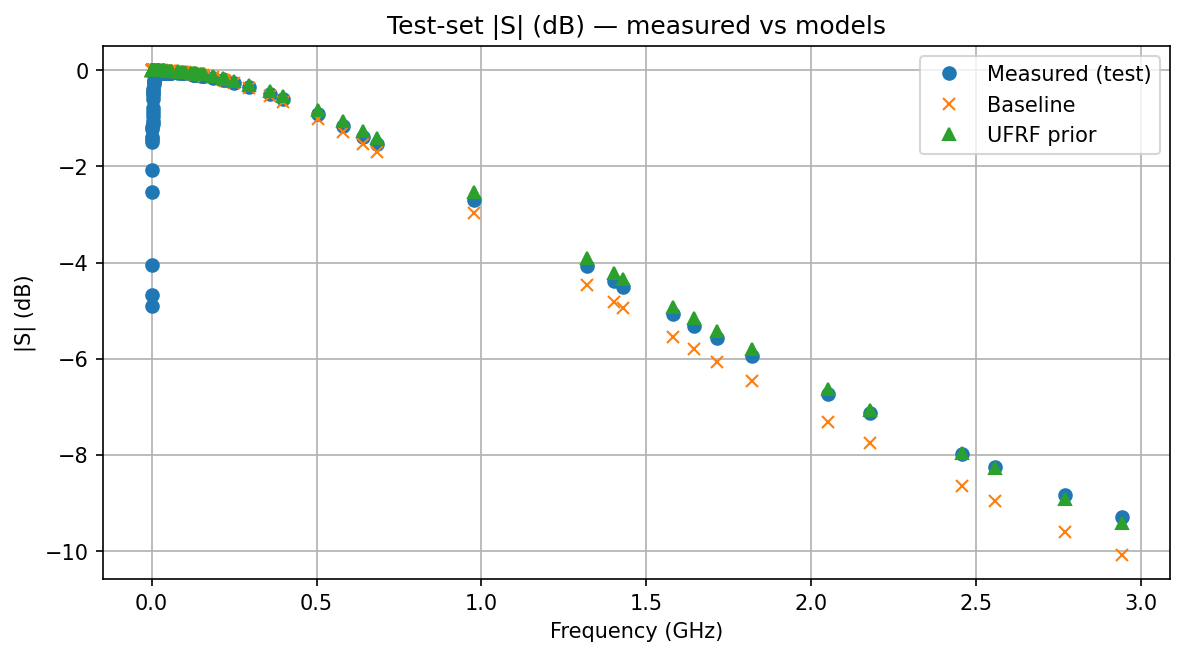 Test-set |S| (dB) — measured vs models
Measured (test)
Baseline
UFRF prior
|S| (dB)
0
−2
−4
−6
−8
−10
0.0 0.5 1.0 1.5 2.0 2.5 3.0
Frequency (GHz)